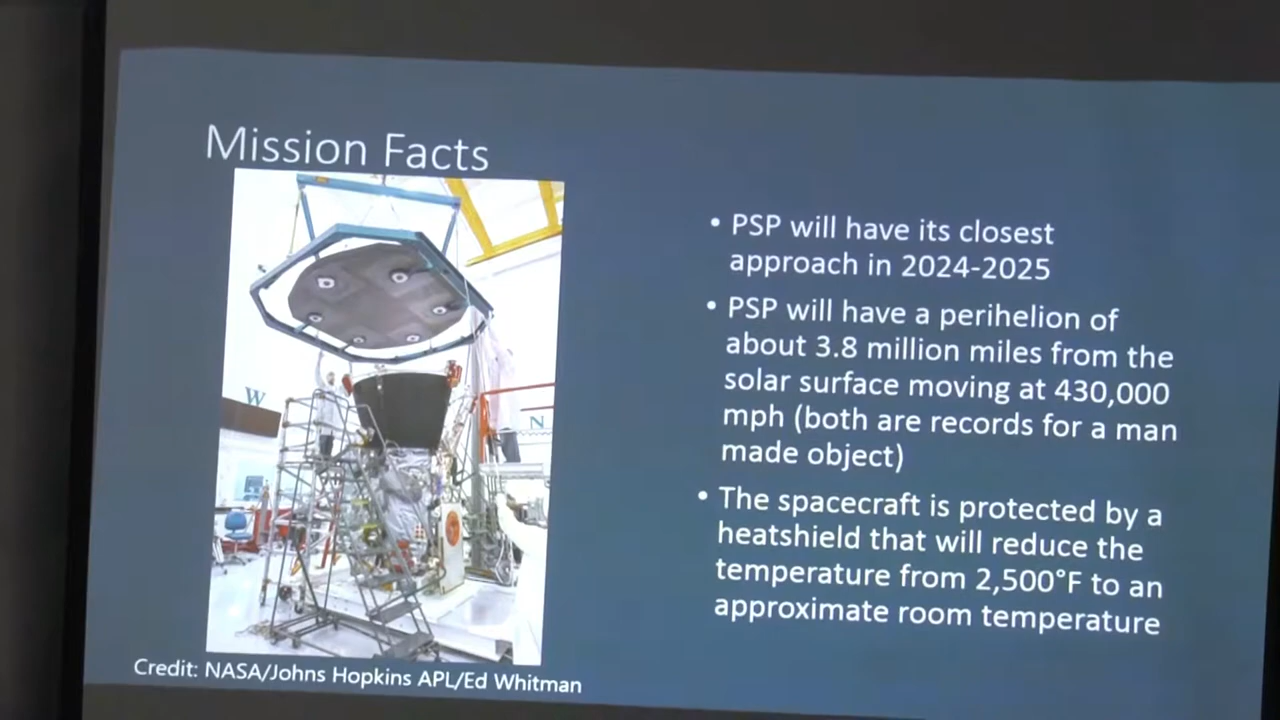 Mission Facts
W
N
• PSP will have its closest
approach in 2024-2025
• PSP will have a perihelion of
about 3.8 million miles from the
solar surface moving at 430,000
mph (both are records for a man
made object)
• The spacecraft is protected by a
heatshield that will reduce the
temperature from 2,500°F to an
approximate room temperature
Credit: NASA/Johns Hopkins APL/Ed Whitman